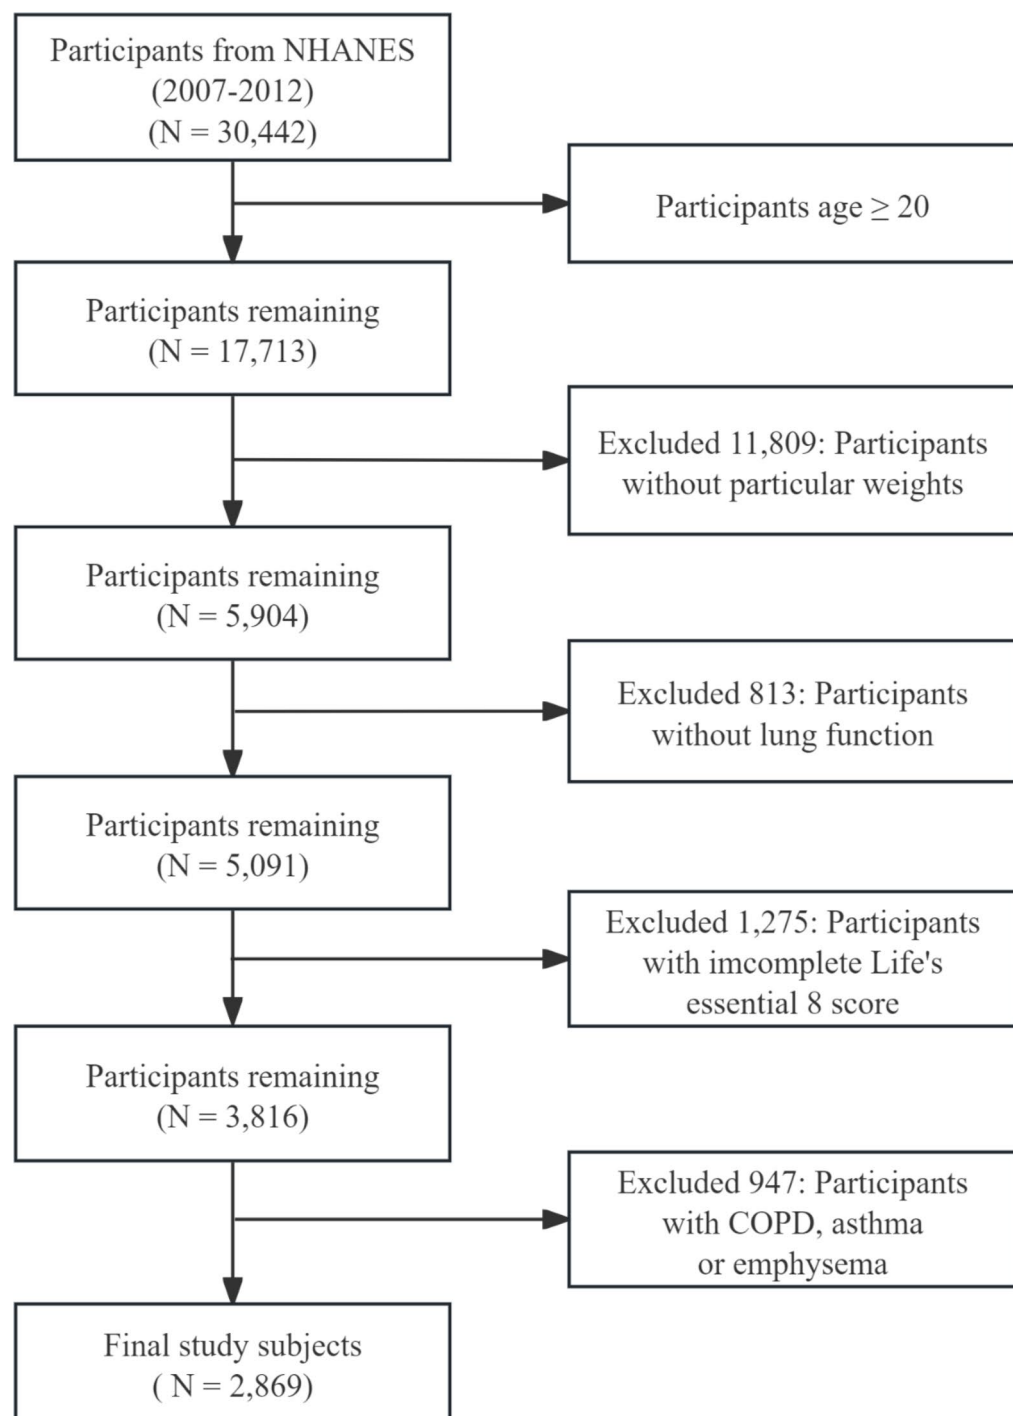 Participants from NHANES
(2007-2012)
(N = 30,442)
Participants age ≥ 20
Participants remaining
(N = 17,713)
Excluded 11,809: Participants
without particular weights
Participants remaining
(N = 5,904)
Excluded 813: Participants
without lung function
Participants remaining
(N = 5,091)
Excluded 1,275: Participants
with imcomplete Life's
essential 8 score
Participants remaining
(N = 3,816)
Excluded 947: Participants
with COPD, asthma
or emphysema
Final study subjects
( N = 2,869)